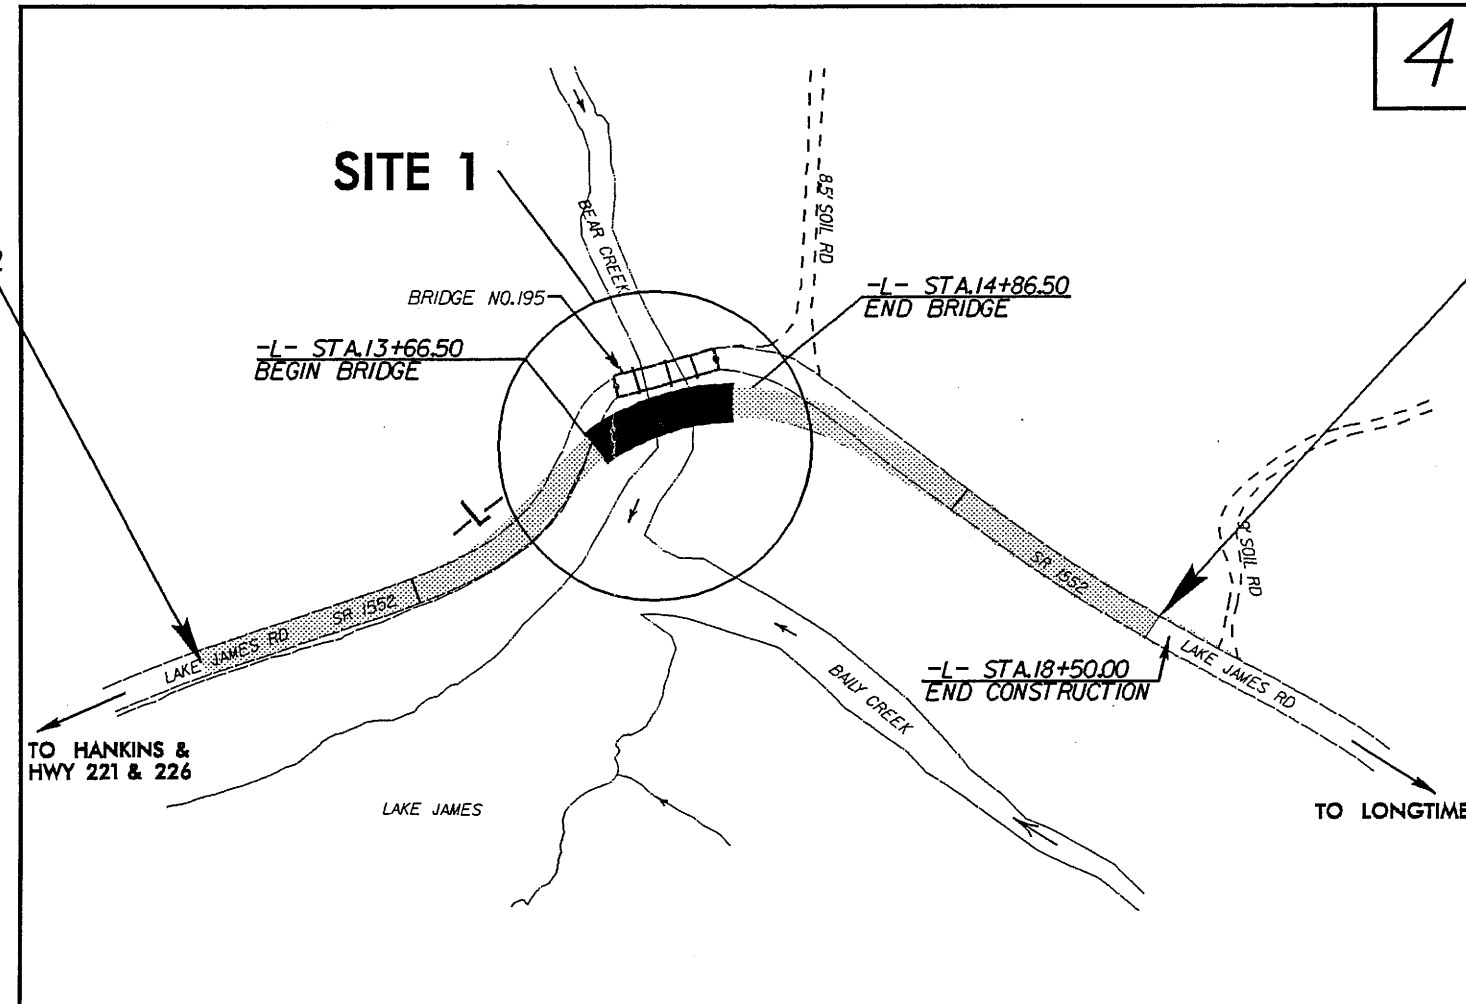 4
SITE 1
BEAR CREEK
8.5' SOIL RD
BRIDGE NO.195
-L- STA.14+86.50
END BRIDGE
-L- STA.13+66.50
BEGIN BRIDGE
-L-
9' SOIL RD
SR 1552
SR 1552
LAKE JAMES RD
LAKE JAMES RD
BAILY CREEK
-L- STA.18+50.00
END CONSTRUCTION
TO HANKINS &
HWY 221 & 226
LAKE JAMES
TO LONGTIME